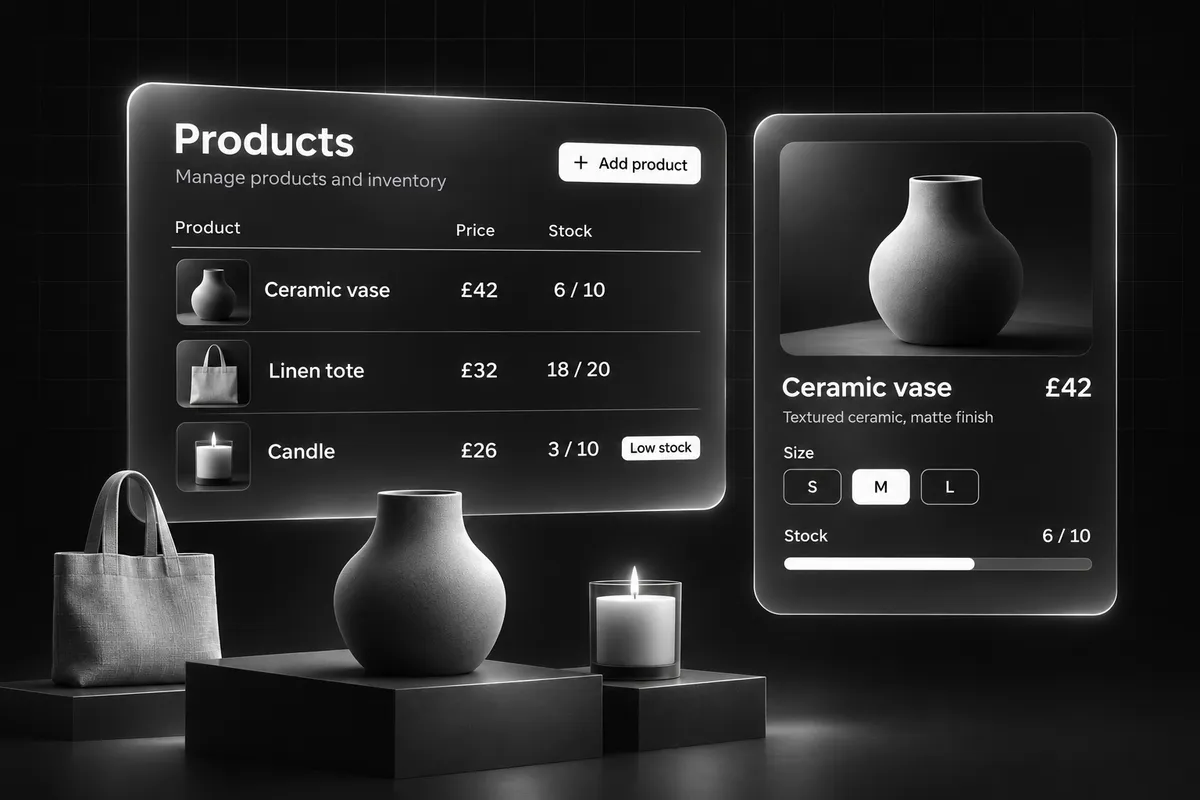 Products
Manage products and inventory
+ Add product
Product Price Stock
Ceramic vase £42 6 / 10
Linen tote £32 18 / 20
Candle £26 3 / 10 Low stock
Ceramic vase £42
Textured ceramic, matte finish
Size
S M L
Stock 6 / 10